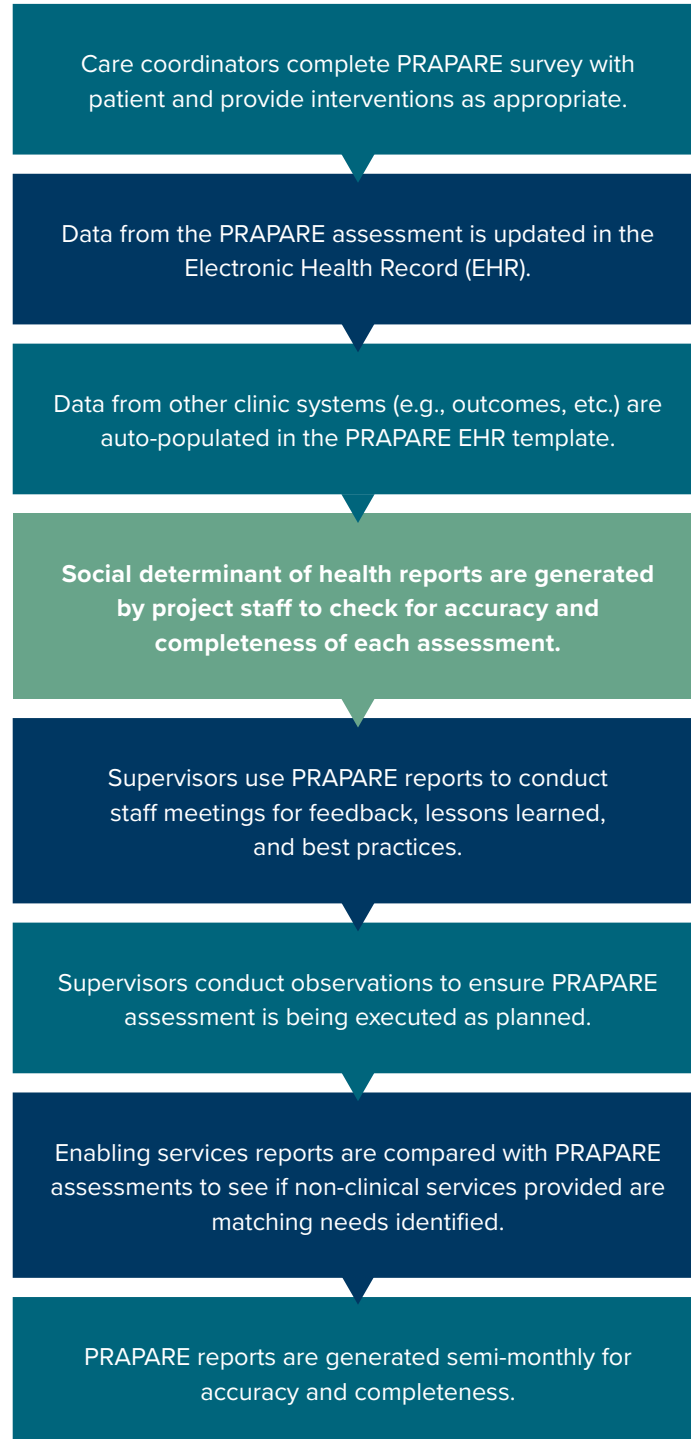 Care coordinators complete PRAPARE survey with
patient and provide interventions as appropriate.
Data from the PRAPARE assessment is updated in the
Electronic Health Record (EHR).
Data from other clinic systems (e.g., outcomes, etc.) are
auto-populated in the PRAPARE EHR template.
Social determinant of health reports are generated
by project staff to check for accuracy and
completeness of each assessment.
Supervisors use PRAPARE reports to conduct
staff meetings for feedback, lessons learned,
and best practices.
Supervisors conduct observations to ensure PRAPARE
assessment is being executed as planned.
Enabling services reports are compared with PRAPARE
assessments to see if non-clinical services provided are
matching needs identified.
PRAPARE reports are generated semi-monthly for
accuracy and completeness.